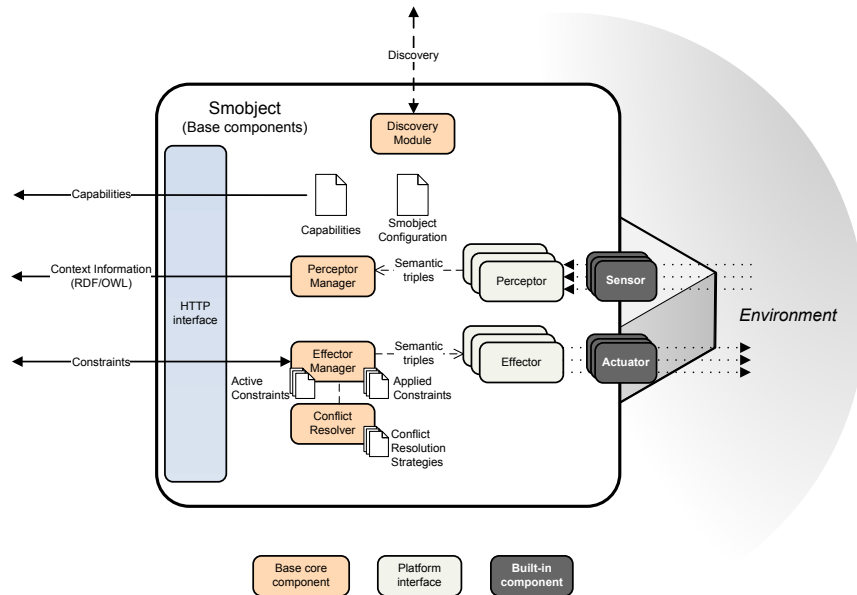 Discovery
Smobject
(Base components)
Discovery
Module
Capabilities
Capabilities
Smobject
Configuration
Context Information
(RDF/OWL)
Perceptor
Manager
Semantic
triples
Perceptor
Sensor
HTTP
interface
Environment
Constraints
Effector
Manager
Semantic
triples
Effector
Actuator
Active
Constraints
Applied
Constraints
Conflict
Resolver
Conflict
Resolution
Strategies
Base core
component
Platform
interface
Built-in
component